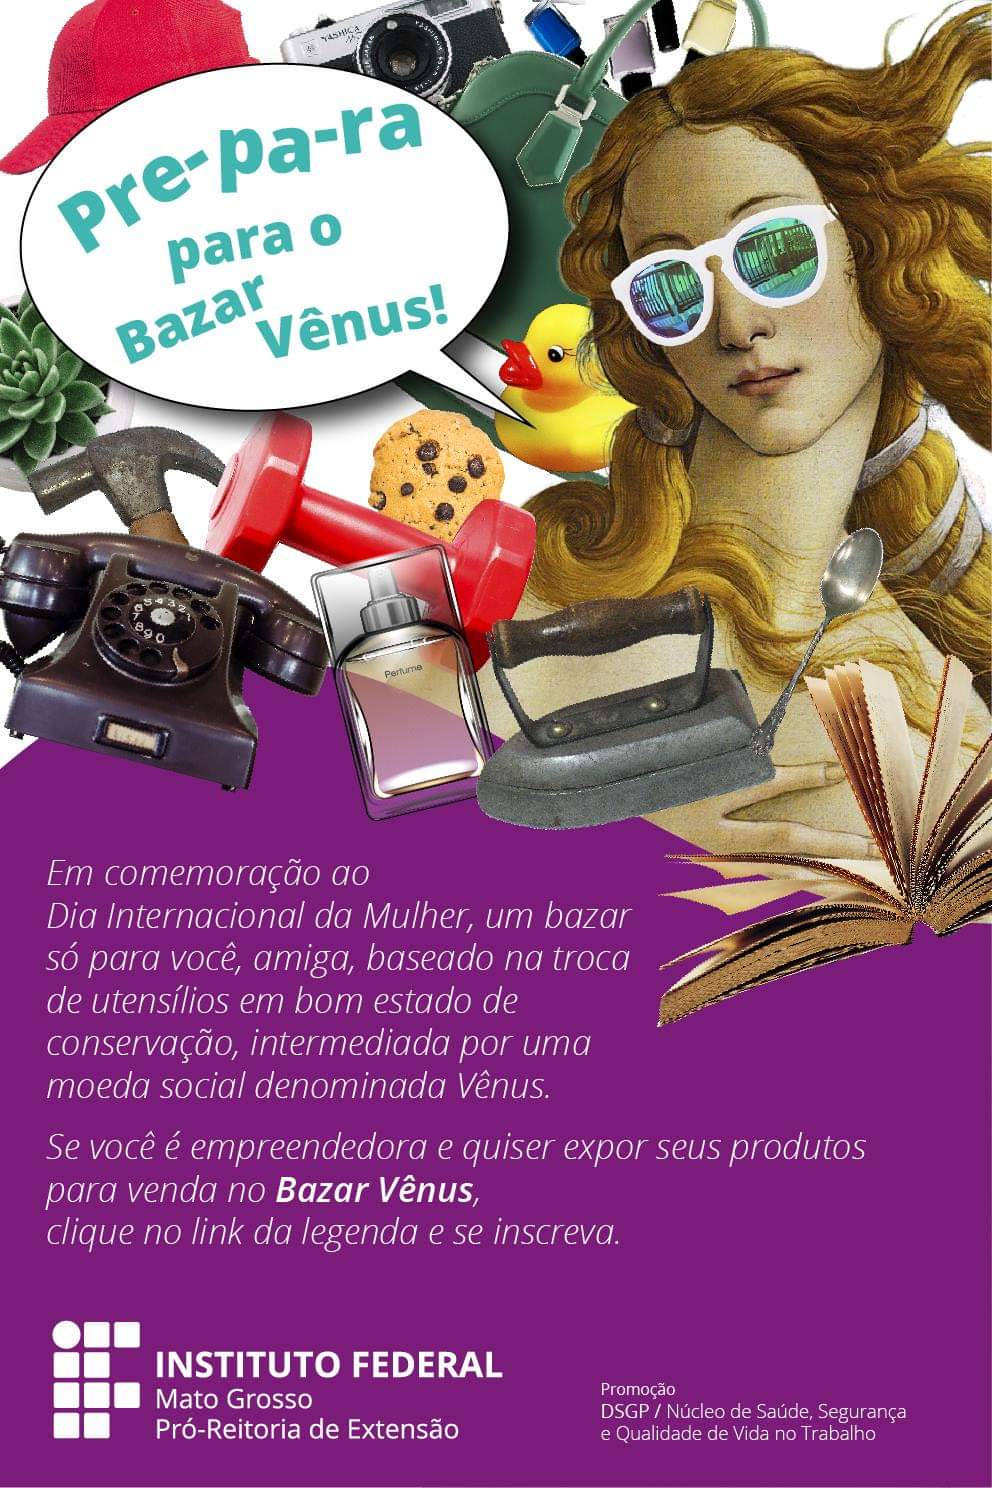 YASHICA
Pre-pa-ra
para o
Bazar
Vênus!
Perfume
Em comemoração ao
Dia Internacional da Mulher, um bazar
só para você, amiga, baseado na troca
de utensílios em bom estado de
conservação, intermediada por uma
moeda social denominada Vênus.
Se você é empreendedora e quiser expor seus produtos
para venda no Bazar Vênus,
clique no link da legenda e se inscreva.
INSTITUTO FEDERAL
Mato Grosso
Pró-Reitoria de Extensão
Promoção
DSGP / Núcleo de Saúde, Segurança
e Qualidade de Vida no Trabalho